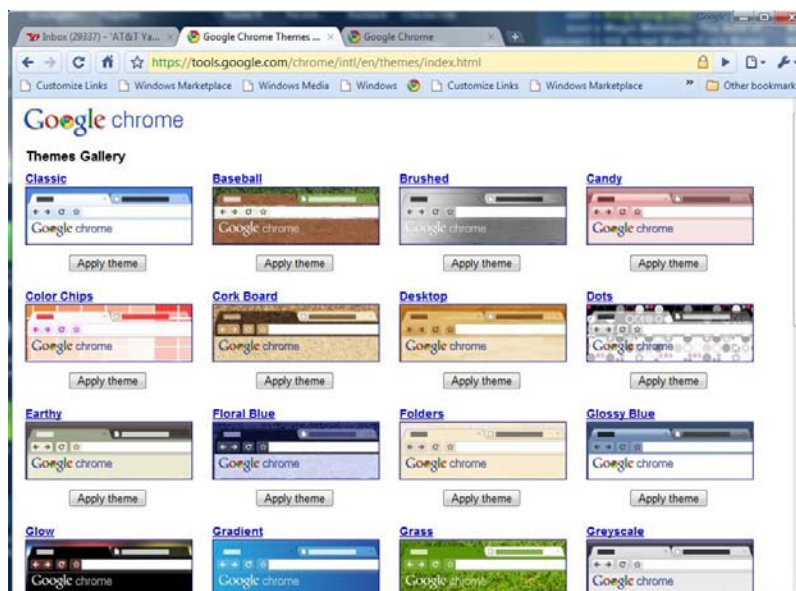 Inbox (29337) - 'AT&T Ya...
Google Chrome Themes ...
Google Chrome
Google
https://tools.google.com/chrome/intl/en/themes/index.html
Customize Links Windows Marketplace Windows Media Windows Customize Links Windows Marketplace » Other bookmark
Google chrome
Themes Gallery
Classic Baseball Brushed Candy
Google chrome Google chrome Google chrome Google chrome
Apply theme Apply theme Apply theme Apply theme
Color Chips Cork Board Desktop Dots
Google chrome Google chrome Google chrome Google chrome
Apply theme Apply theme Apply theme Apply theme
Earthy Floral Blue Folders Glossy Blue
Google chrome Google chrome Google chrome Google chrome
Apply theme Apply theme Apply theme Apply theme
Glow Gradient Grass Greyscale
Google chrome Google chrome Google chrome Google chrome